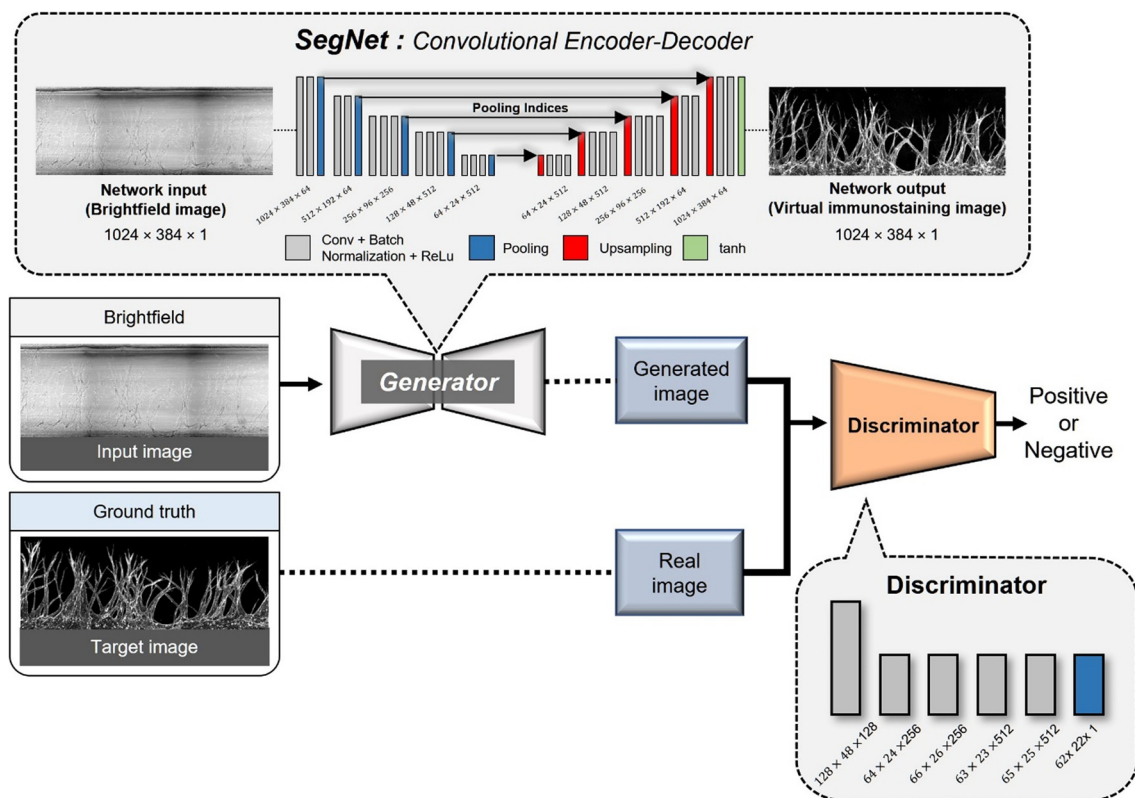 SegNet : Convolutional Encoder-Decoder
Pooling Indices
Network input
(Brightfield image)
1024 × 384 × 1
1024 × 384 × 64
512 × 192 × 64
256 × 96 × 256
128 × 48 × 512
64 × 24 × 512
64 × 24 × 512
128 × 48 × 512
256 × 96 × 256
512 × 192 × 64
1024 × 384 × 64
Network output
(Virtual immunostaining image)
1024 × 384 × 1
Conv + Batch
Normalization + ReLu
Pooling
Upsampling
tanh
Brightfield
Input image
Generator
Generated
image
Discriminator
Positive
or
Negative
Ground truth
Target image
Real
image
Discriminator
128 × 48 ×128
64 × 24 ×256
66 × 26 ×256
63 × 23 ×512
65 × 25 ×512
62x 22x 1